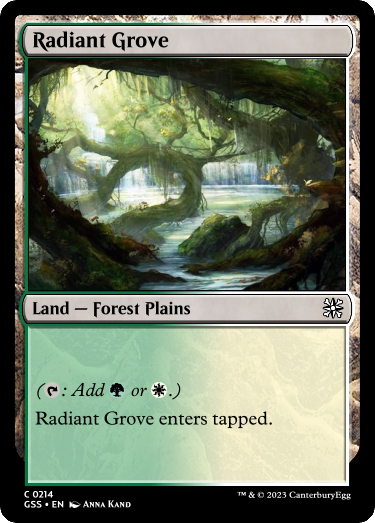 Radiant Grove
Land — Forest Plains
(: Add or .)
Radiant Grove enters tapped.
C 0214
GSS • EN Anna Kand
™ & © 2023 CanterburyEgg